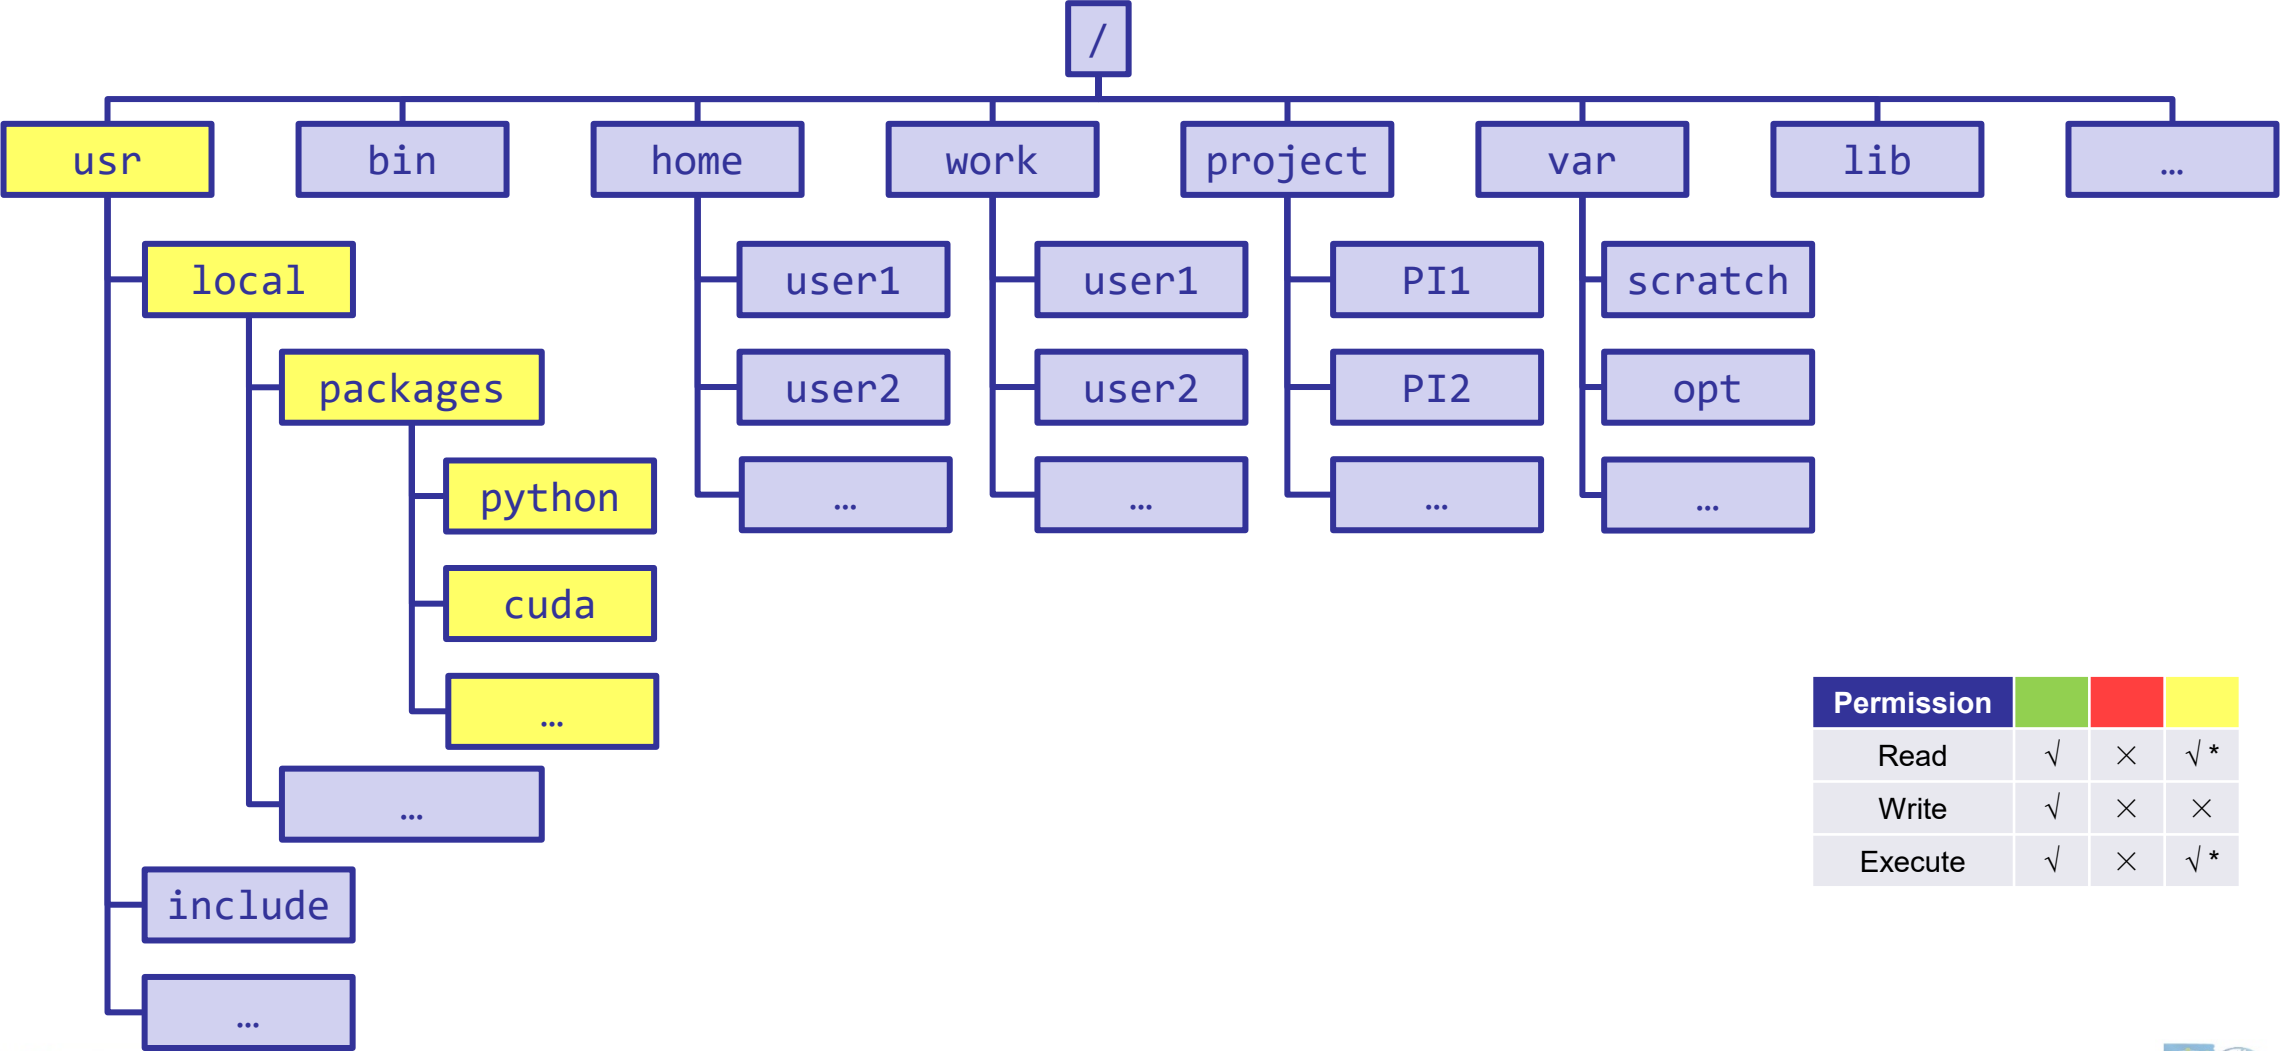 /
usr bin home work project var lib …
local user1 user1 PI1 scratch
packages user2 user2 PI2 opt
python … … … …
cuda
…
…
include
…
Permission
Read √ × √ *
Write √ × ×
Execute √ × √ *